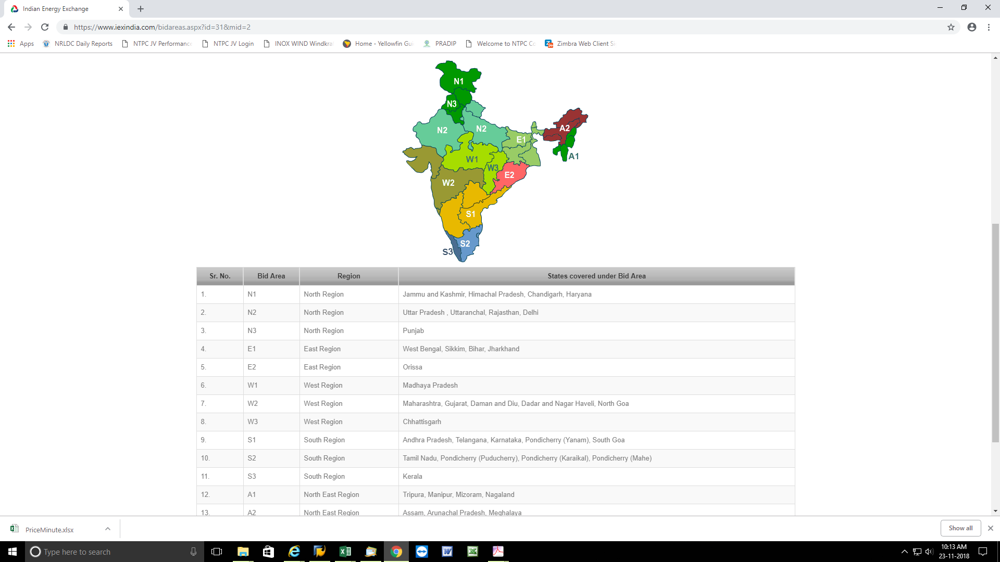 Indian Energy Exchange
https://www.iexindia.com/bidareas.aspx?id=31&mid=2
Apps NRLDC Daily Reports NTPC JV Performance NTPC JV Login INOX WIND Windkra Home - Yellowfin Gui PRADIP Welcome to NTPC Co Zimbra Web Client Si
N1
N3
N2 N2 A2
E1
A1
W1
W3
E2
W2
S1
S2
S3
Sr. No. Bid Area Region States covered under Bid Area
1. N1 North Region Jammu and Kashmir, Himachal Pradesh, Chandigarh, Haryana
2. N2 North Region Uttar Pradesh , Uttaranchal, Rajasthan, Delhi
3. N3 North Region Punjab
4. E1 East Region West Bengal, Sikkim, Bihar, Jharkhand
5. E2 East Region Orissa
6. W1 West Region Madhaya Pradesh
7. W2 West Region Maharashtra, Gujarat, Daman and Diu, Dadar and Nagar Haveli, North Goa
8. W3 West Region Chhattisgarh
9. S1 South Region Andhra Pradesh, Telangana, Karnataka, Pondicherry (Yanam), South Goa
10. S2 South Region Tamil Nadu, Pondicherry (Puducherry), Pondicherry (Karaikal), Pondicherry (Mahe)
11. S3 South Region Kerala
12. A1 North East Region Tripura, Manipur, Mizoram, Nagaland
13. A2 North East Region Assam, Arunachal Pradesh, Meghalaya
PriceMinute.xlsx Show all
Type here to search
10:13 AM
23-11-2018